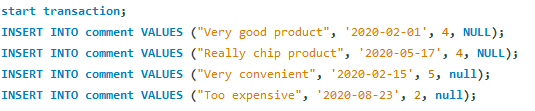 start transaction;
INSERT INTO comment VALUES ("Very good product", '2020-02-01', 4, NULL);
INSERT INTO comment VALUES ("Really chip product", '2020-05-17', 4, NULL);
INSERT INTO comment VALUES ("Very convenient", '2020-02-15', 5, null);
INSERT INTO comment VALUES ("Too expensive", '2020-08-23', 2, null);